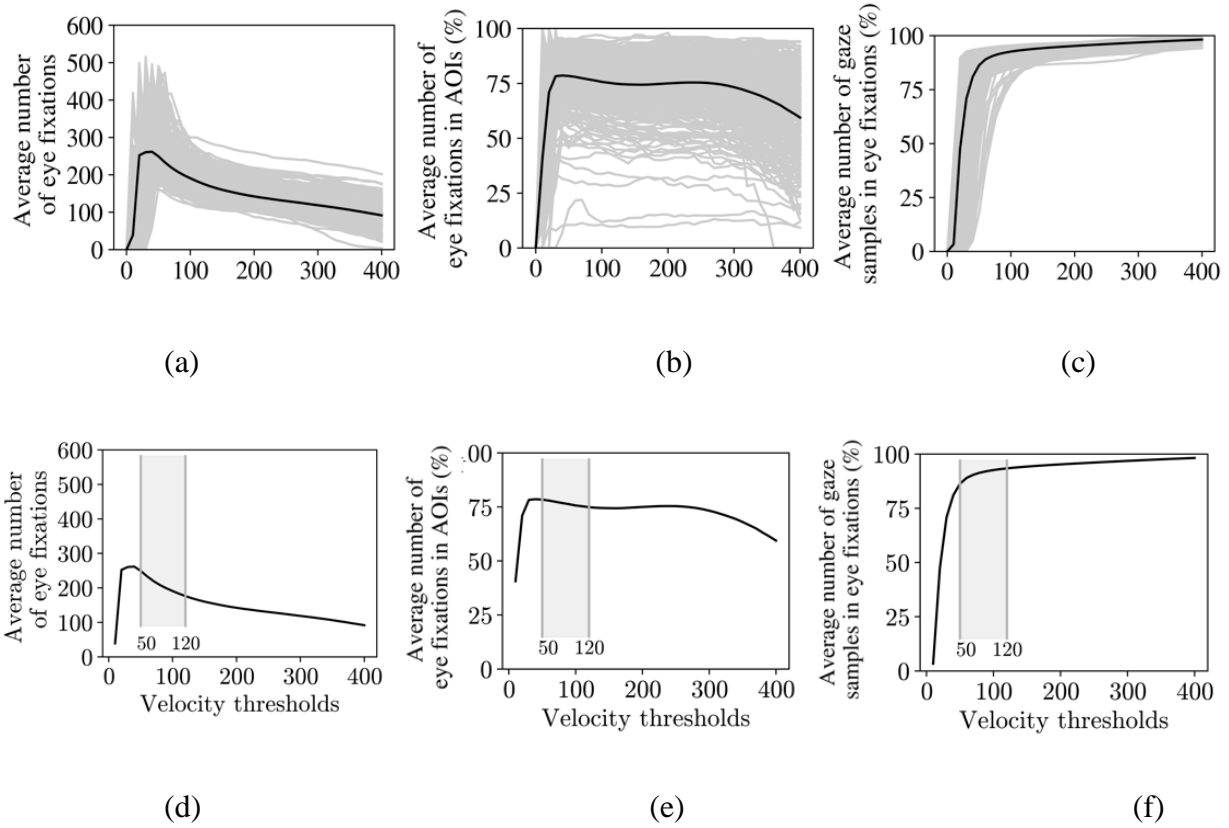 Average number
of eye fixations
600
500
400
300
200
100
0
0 100 200 300 400
(a)
Average number of
eye fixations in AOIs (%)
100
75
50
25
0
0 100 200 300 400
(b)
Average number of gaze
samples in eye fixations (%)
100
75
50
25
0
0 100 200 300 400
(c)
Average number
of eye fixations
600
500
400
300
200
100
0
50 120
0 200 400
Velocity thresholds
(d)
Average number of
eye fixations in AOIs (%)
00
75
50
25
0
50 120
0 100 200 300 400
Velocity thresholds
(e)
Average number of gaze
samples in eye fixations (%)
100
75
50
25
0
50 120
0 100 200 300 400
Velocity thresholds
(f)